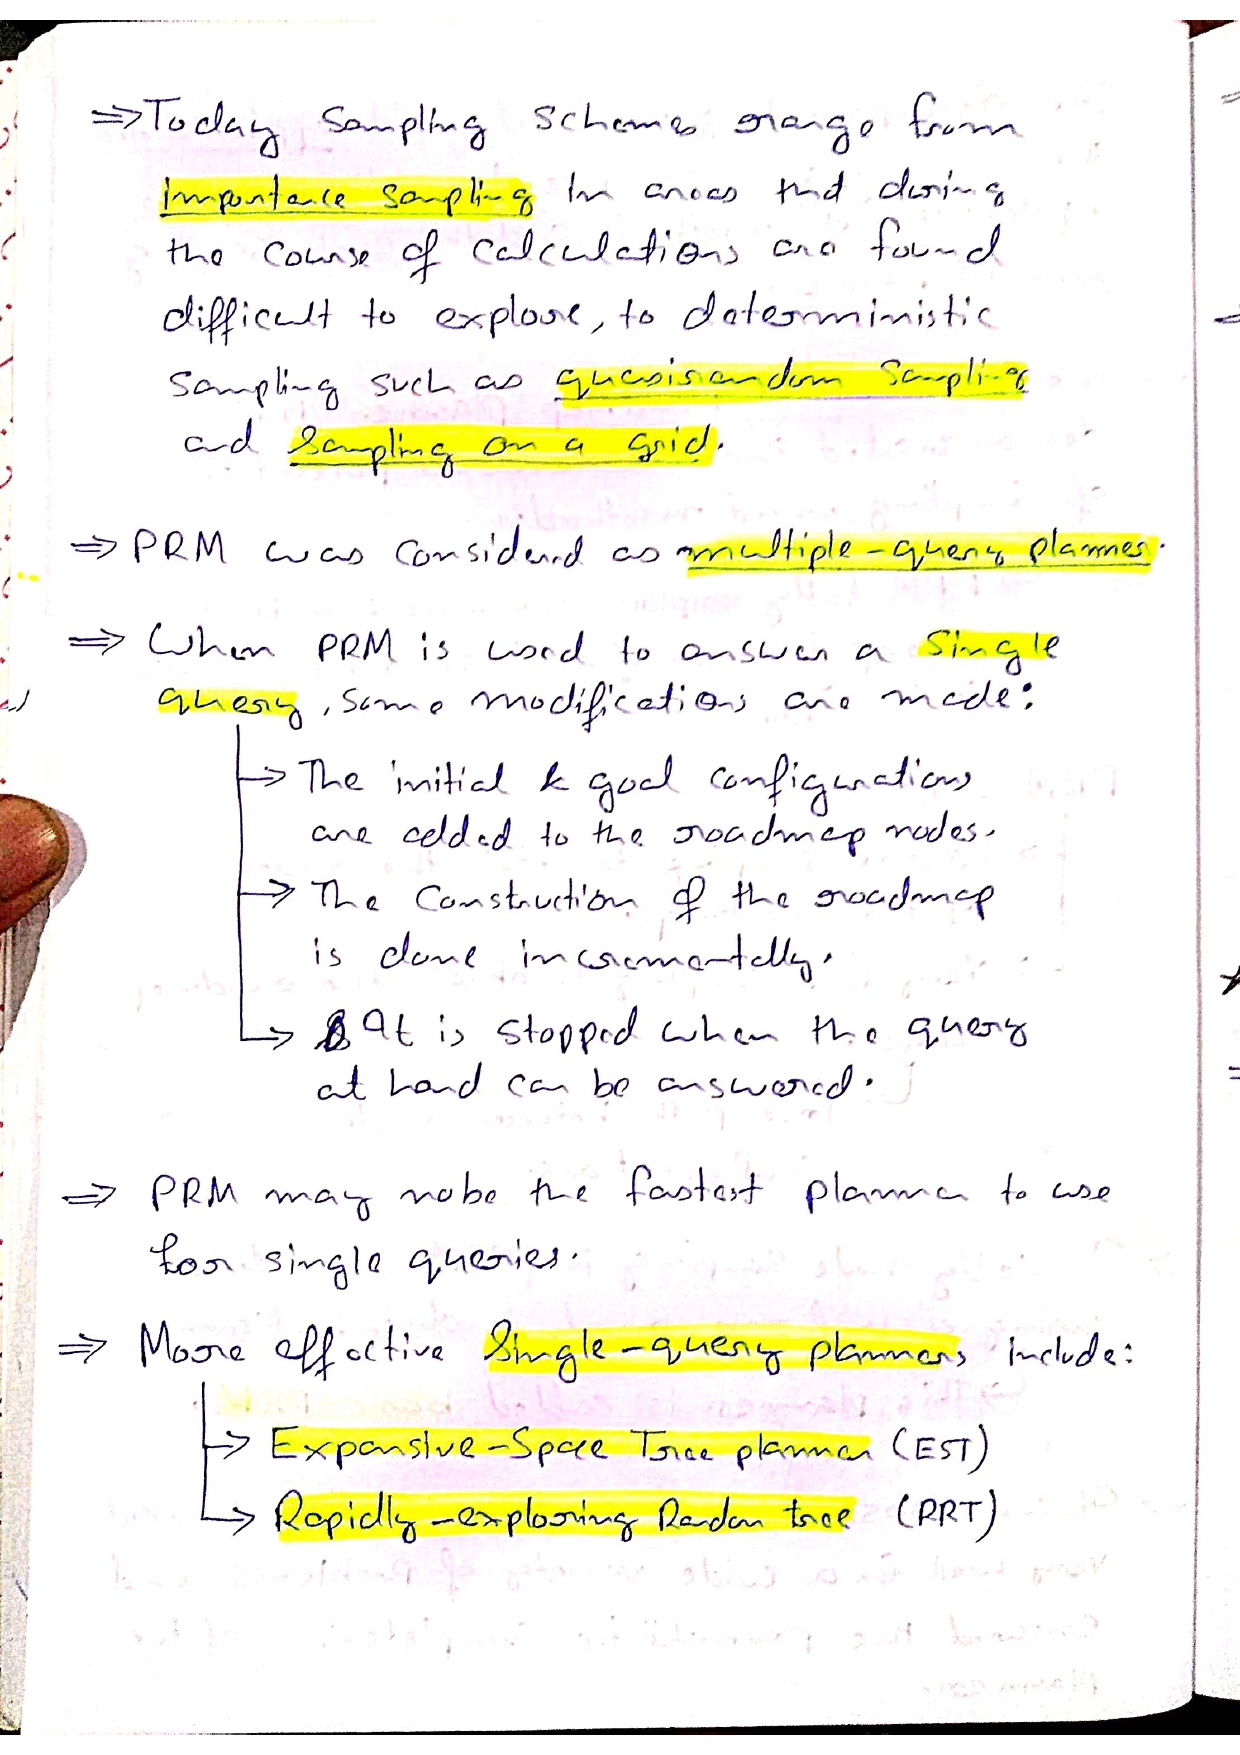 ⇒ Today sampling schemes range from
importance sampling in areas that during
the course of calculations are found
difficult to explore, to deterministic
sampling such as quasirandom sampling
and sampling on a grid.
⇒ PRM was considered as multiple-query planner.
⇒ When PRM is used to answer a single
query, some modifications are made:
→ The initial & goal configurations
are added to the roadmap nodes.
→ The Construction of the roadmap
is done incrementally.
→ It is stopped when the query
at hand can be answered.
⇒ PRM may no be the fastest planner to use
for single queries.
⇒ More effective Single-query planners include:
→ Expansive-Space Tree planner (EST)
→ Rapidly-exploring Random tree (RRT)